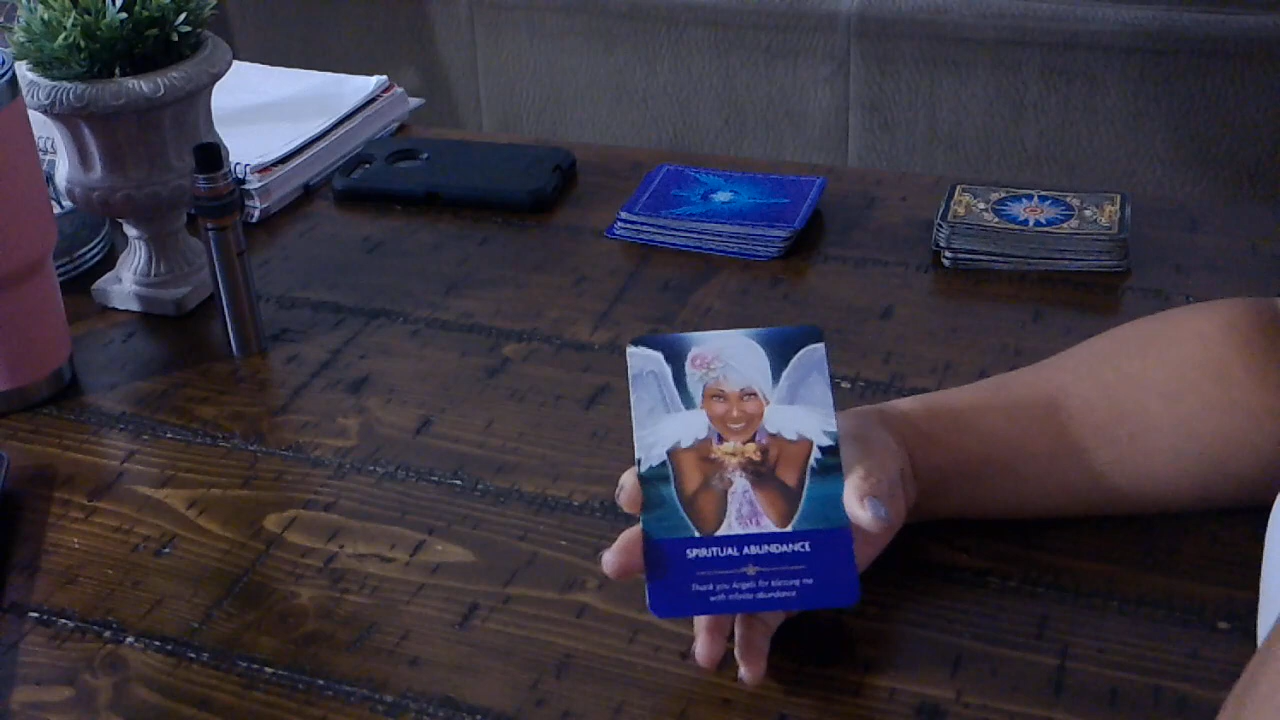 SPIRITUAL ABUNDANCE
Thank you Angels for blessing me
with infinite abundance